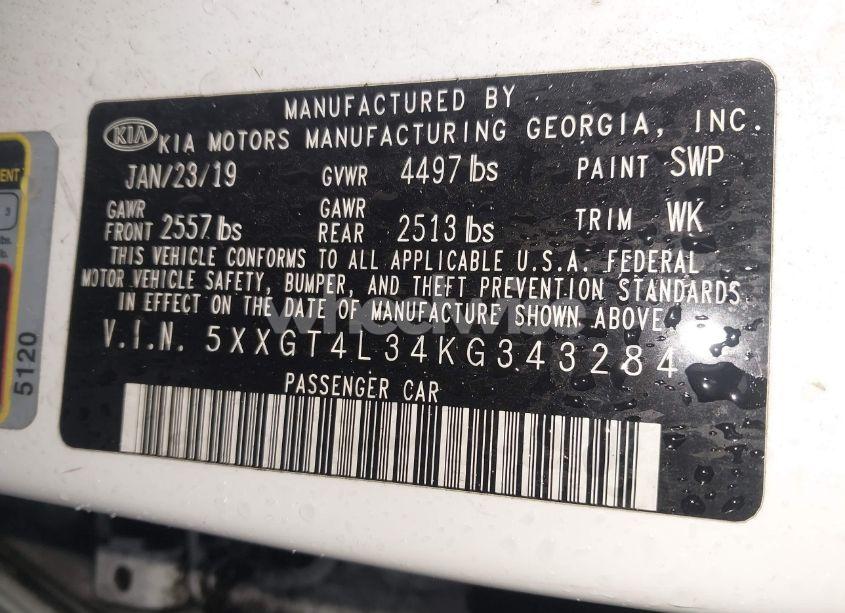 MANUFACTURED BY
KIA KIA MOTORS MANUFACTURING GEORGIA, INC.
JAN/23/19 GVWR 4497 lbs PAINT SWP
GAWR FRONT 2557 lbs GAWR REAR 2513 lbs TRIM WK
THIS VEHICLE CONFORMS TO ALL APPLICABLE U.S.A. FEDERAL
MOTOR VEHICLE SAFETY, BUMPER, AND THEFT PREVENTION STANDARDS
IN EFFECT ON THE DATE OF MANUFACTURE SHOWN ABOVE
V.I.N. 5XXGT4L34KG343284
PASSENGER CAR
5120
3